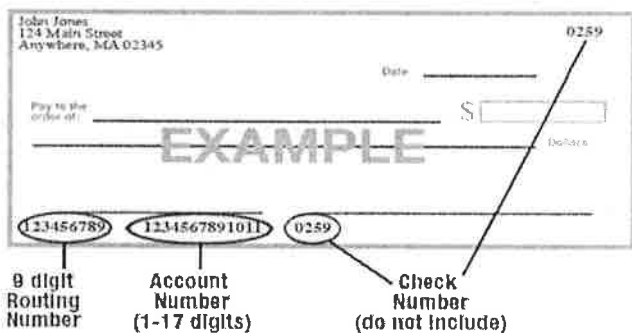 John Jones
124 Main Street
Anywhere, MA 02345
0259
Date
Pay to the
order of:
$
EXAMPLE
Dollars
123456789
1234567891011
0259
9 digit
Routing
Number
Account
Number
(1-17 digits)
Check
Number
(do not include)